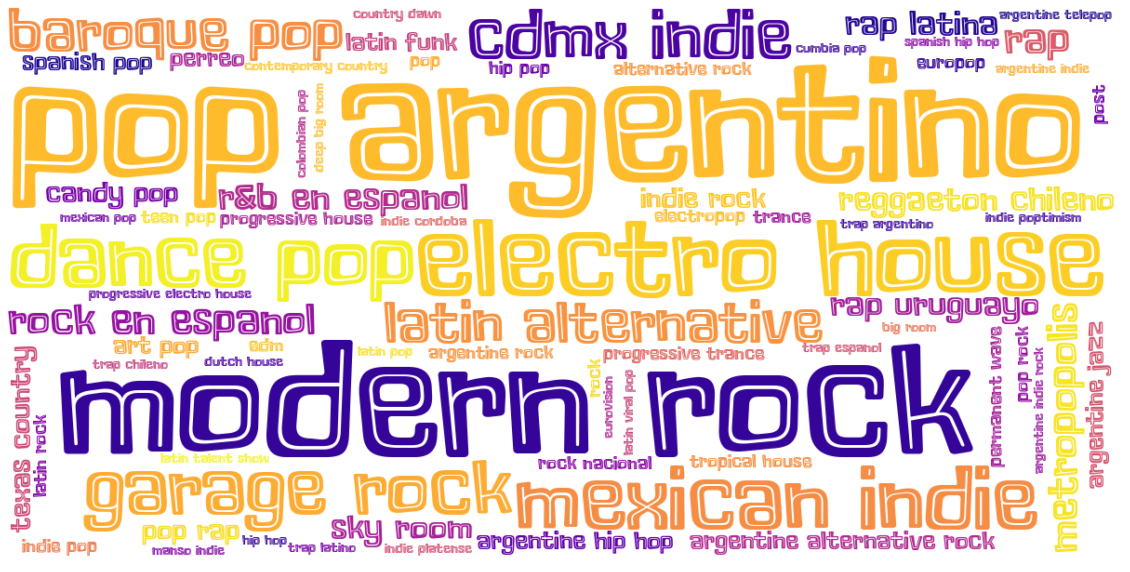 country dawn
argentine telepop
baroque pop
latin funk
cdmx indie
rap latina
spanish hip hop
rap
spanish pop
perreo
contemporary country
pop
hip pop
alternative rock
cumbia pop
europop
argentine indie
pop argentino
colombian pop
deep big room
post
candy pop
r&b en espanol
indie rock
reggaeton chileno
mexican pop
teen pop
progressive house
indie cordoba
electropop
trance
trap argentino
indie poptimism
dance pop
electro house
progressive electro house
rock en espanol
latin alternative
rap uruguayo
big room
art pop
edm
latin pop
argentine rock
progressive trance
trap espanol
trap chileno
dutch house
modern rock
rock
eurovision
latin viral pop
permanent wave
pop rock
argentine indie rock
metropopolis
argentine jazz
texas country
latin rock
latin talent show
rock nacional
tropical house
garage rock
mexican indie
pop rap
sky room
hip hop
indie pop
manso indie
trap latino
indie platense
argentine hip hop
argentine alternative rock